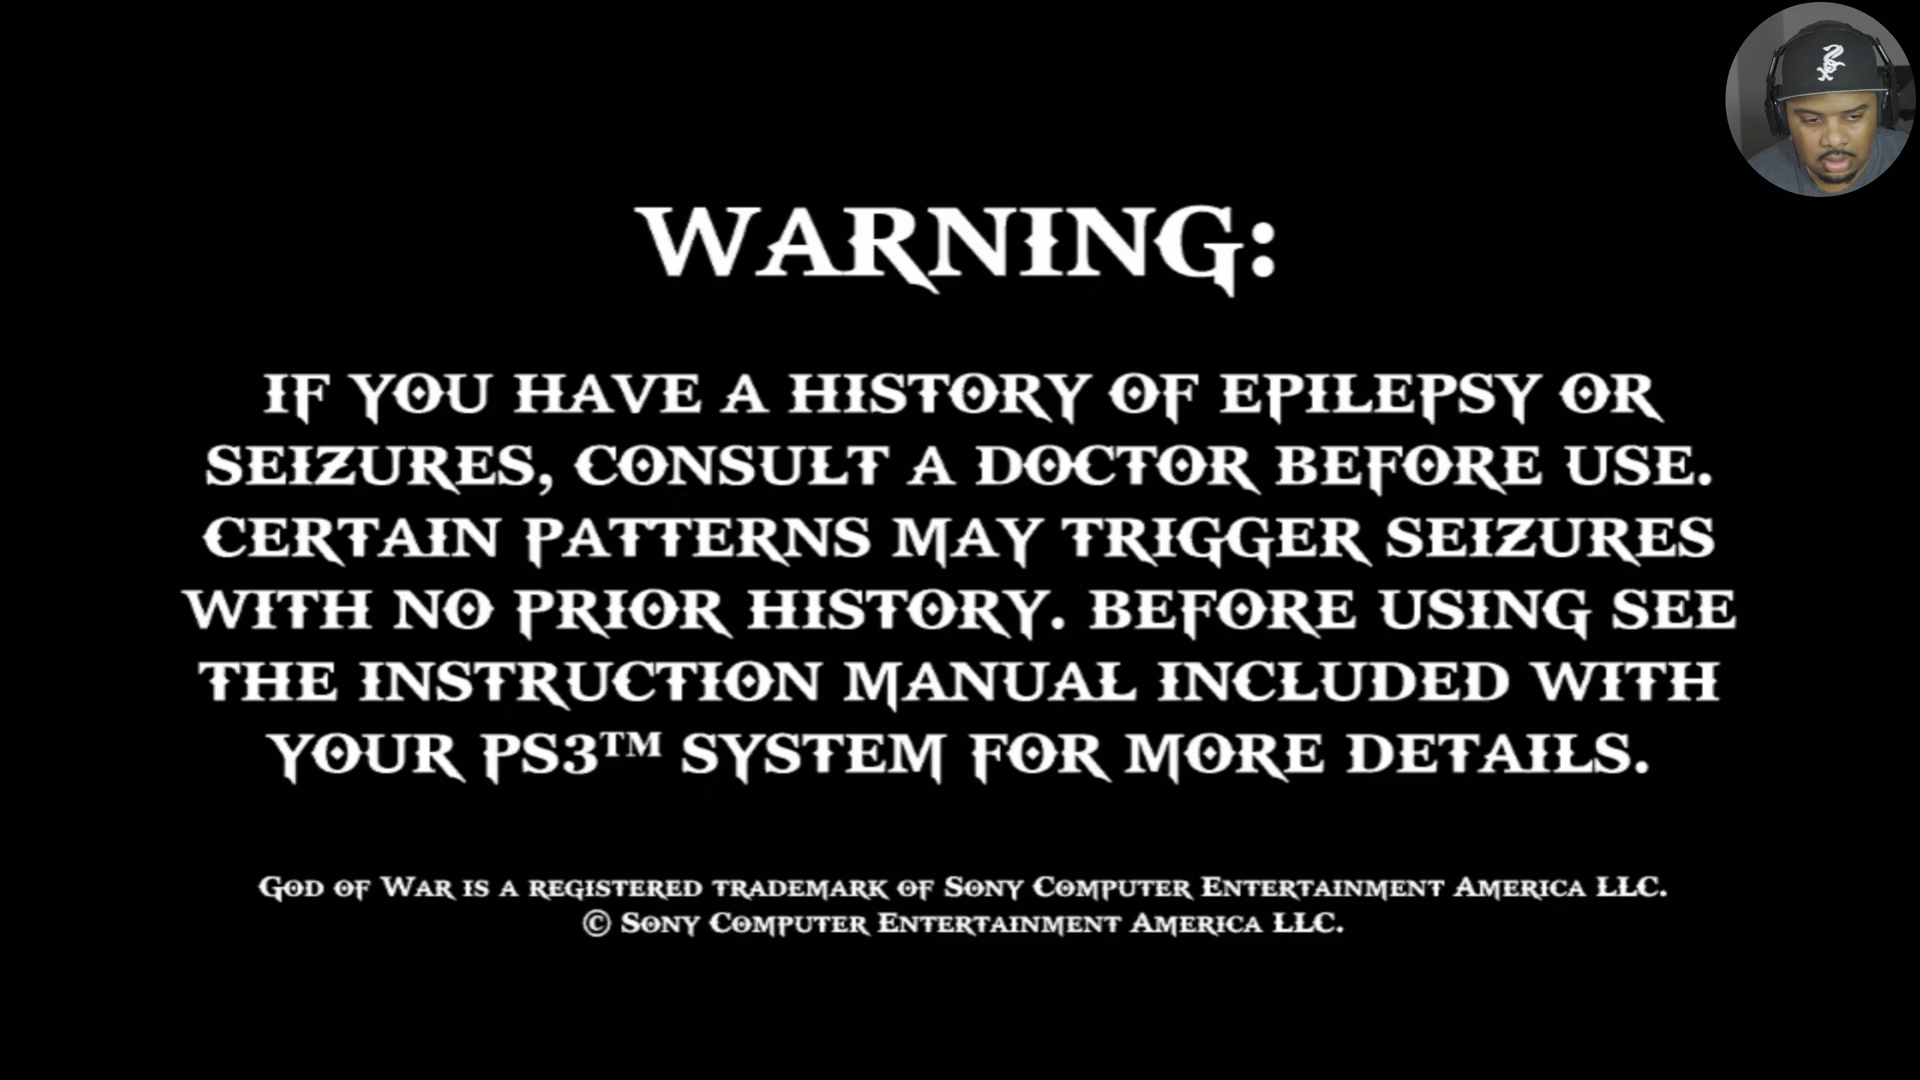 WARNING:
IF YOU HAVE A HISTORY OF EPILEPSY OR
SEIZURES, CONSULT A DOCTOR BEFORE USE.
CERTAIN PATTERNS MAY TRIGGER SEIZURES
WITH NO PRIOR HISTORY. BEFORE USING SEE
THE INSTRUCTION MANUAL INCLUDED WITH
YOUR PS3™ SYSTEM FOR MORE DETAILS.
GOD OF WAR IS A REGISTERED TRADEMARK OF SONY COMPUTER ENTERTAINMENT AMERICA LLC.
© SONY COMPUTER ENTERTAINMENT AMERICA LLC.